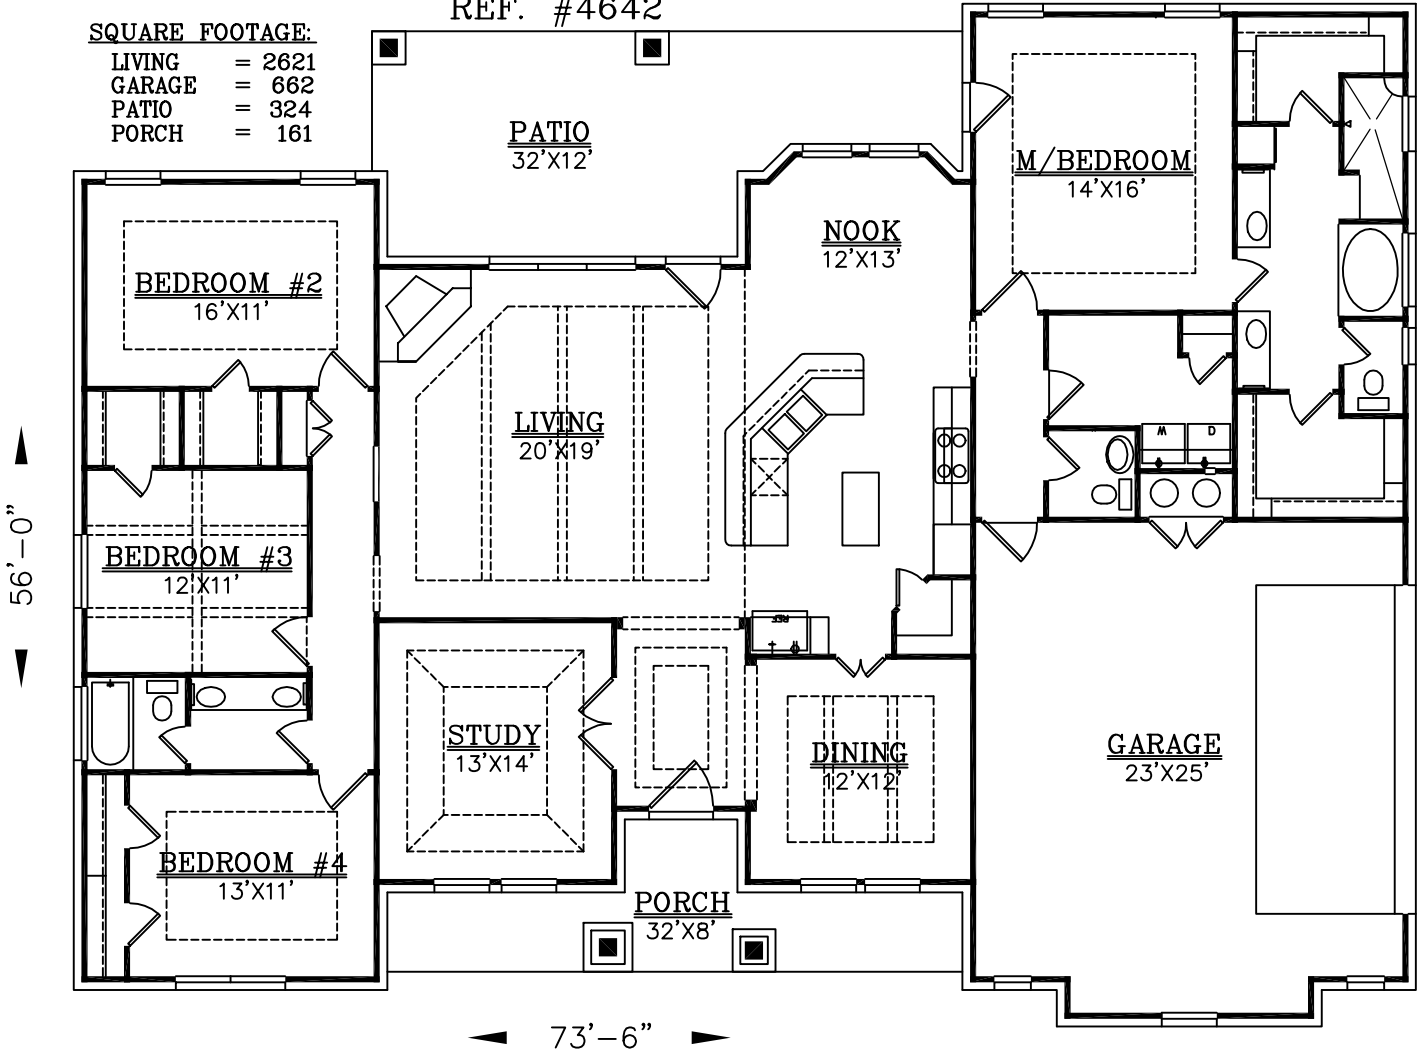 REF. #4642
SQUARE FOOTAGE:
LIVING = 2621
GARAGE = 662
PATIO = 324
PORCH = 161
PATIO
32'X12'
M/BEDROOM
14'X16'
NOOK
12'X13'
BEDROOM #2
16'X11'
LIVING
20'X19'
W
D
56'-0"
BEDROOM #3
12'X11'
REF
STUDY
13'X14'
DINING
12'X12'
GARAGE
23'X25'
BEDROOM #4
13'X11'
PORCH
32'X8'
73'-6"